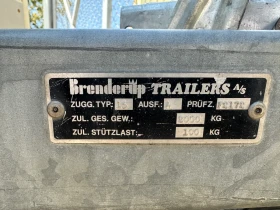 Brenderup TRAILERS A/S
ZUGG. TYP: AUSF.: PRÜFZ.
ZUL. GES. GEW.: KG
ZUL. STÜTZLAST: 100 KG